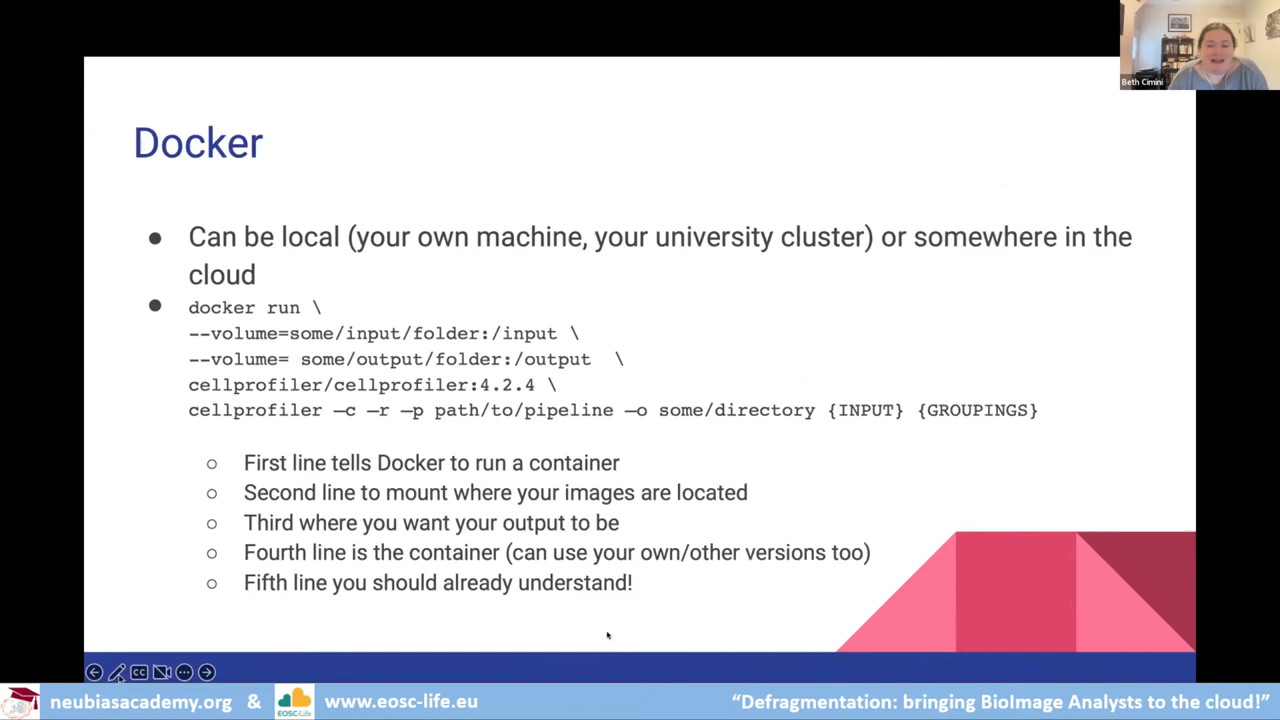 Beth Cimini
Docker
● Can be local (your own machine, your university cluster) or somewhere in the
cloud
● docker run \
--volume=some/input/folder:/input \
--volume= some/output/folder:/output \
cellprofiler/cellprofiler:4.2.4 \
cellprofiler –c –r –p path/to/pipeline –o some/directory {INPUT} {GROUPINGS}
○ First line tells Docker to run a container
○ Second line to mount where your images are located
○ Third where you want your output to be
○ Fourth line is the container (can use your own/other versions too)
○ Fifth line you should already understand!
CC
neubiasacademy.org & EOSC-Life www.eosc-life.eu “Defragmentation: bringing BioImage Analysts to the cloud!”